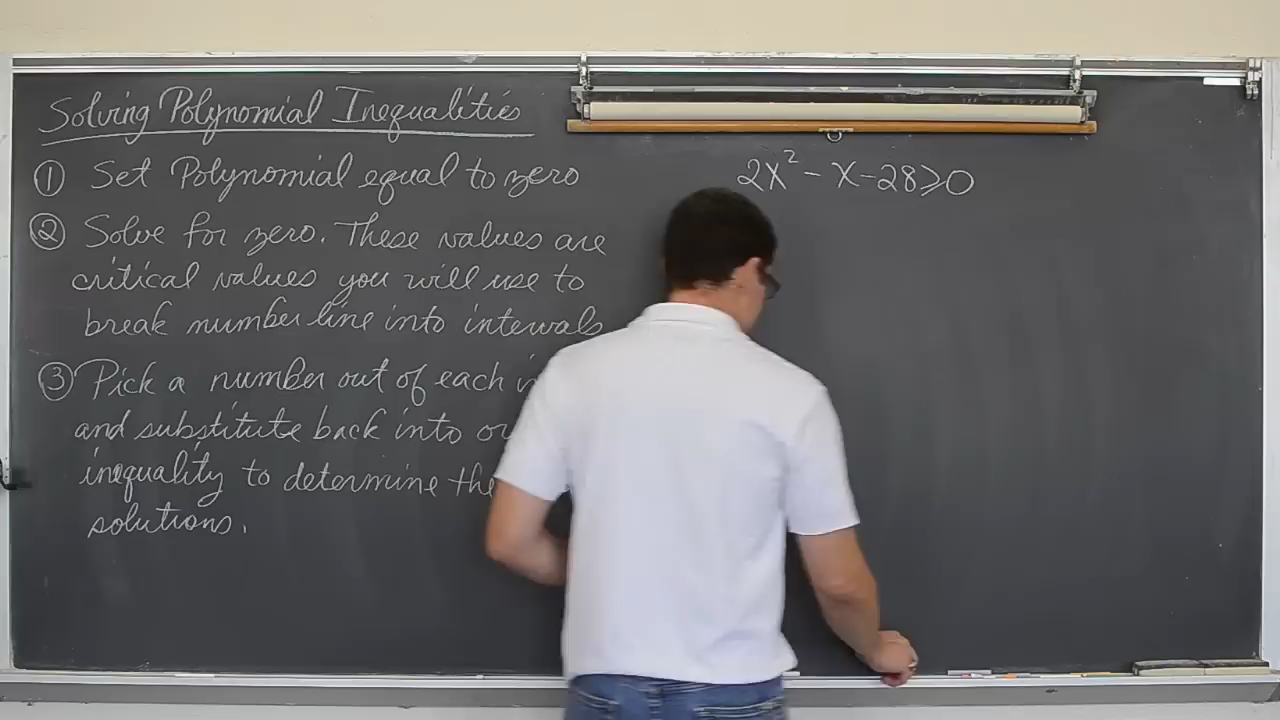 Solving Polynomial Inequalities
① Set Polynomial equal to zero
② Solve for zero. These values are
critical values you will use to
break number line into intervals
③ Pick a number out of each
and substitute back into
inequality to determine the
solutions.
2x² - x - 28 ≥ 0